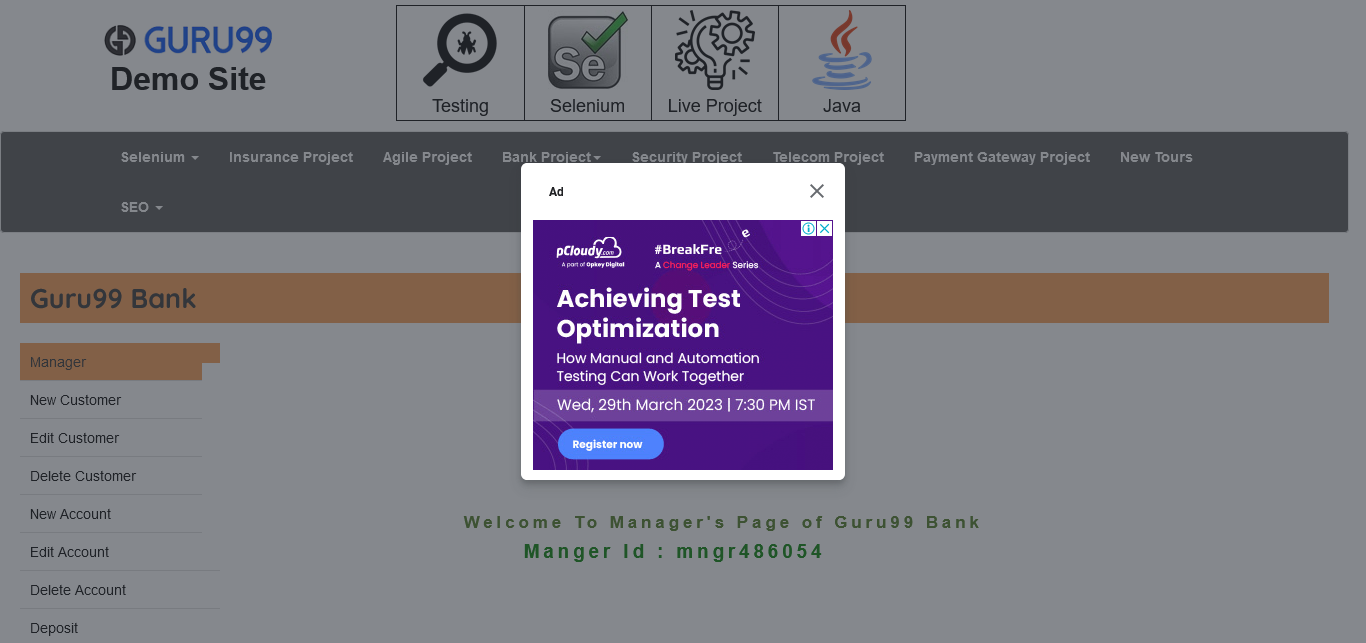 GURU99
Demo Site
Testing
Selenium
Live Project
Java
Selenium
Insurance Project
Agile Project
Bank Project
Security Project
Telecom Project
Payment Gateway Project
New Tours
SEO
Ad
Guru99 Bank
pCloudy.com
A part of Opkey Digital
#BreakFre e
A Change Leader Series
Achieving Test
Optimization
How Manual and Automation
Testing Can Work Together
Wed, 29th March 2023 | 7:30 PM IST
Register now
Manager
New Customer
Edit Customer
Delete Customer
New Account
Edit Account
Delete Account
Deposit
Welcome To Manager's Page of Guru99 Bank
Manger Id : mngr486054